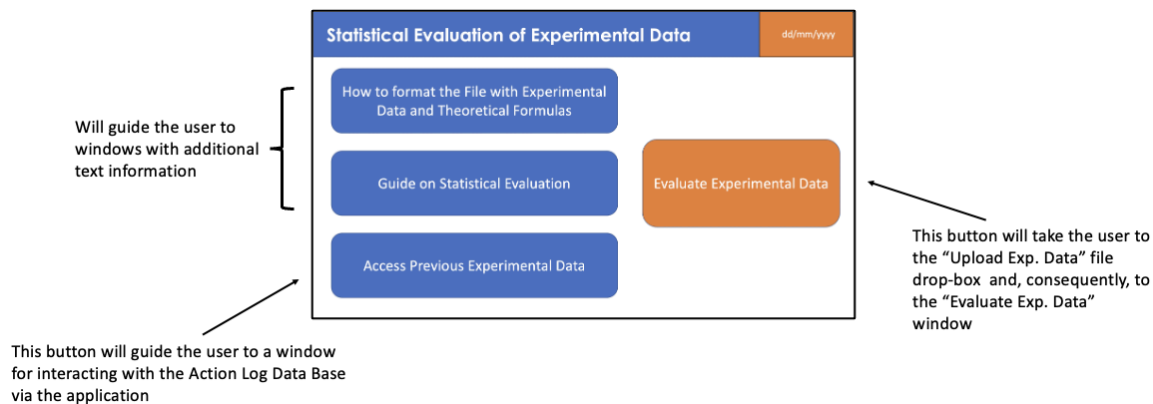 Statistical Evaluation of Experimental Data
dd/mm/yyyy
How to format the File with Experimental
Data and Theoretical Formulas
Will guide the user to
windows with additional
text information
Guide on Statistical Evaluation
Evaluate Experimental Data
Access Previous Experimental Data
This button will take the user to
the “Upload Exp. Data” file
drop-box and, consequently, to
the “Evaluate Exp. Data”
window
This button will guide the user to a window
for interacting with the Action Log Data Base
via the application